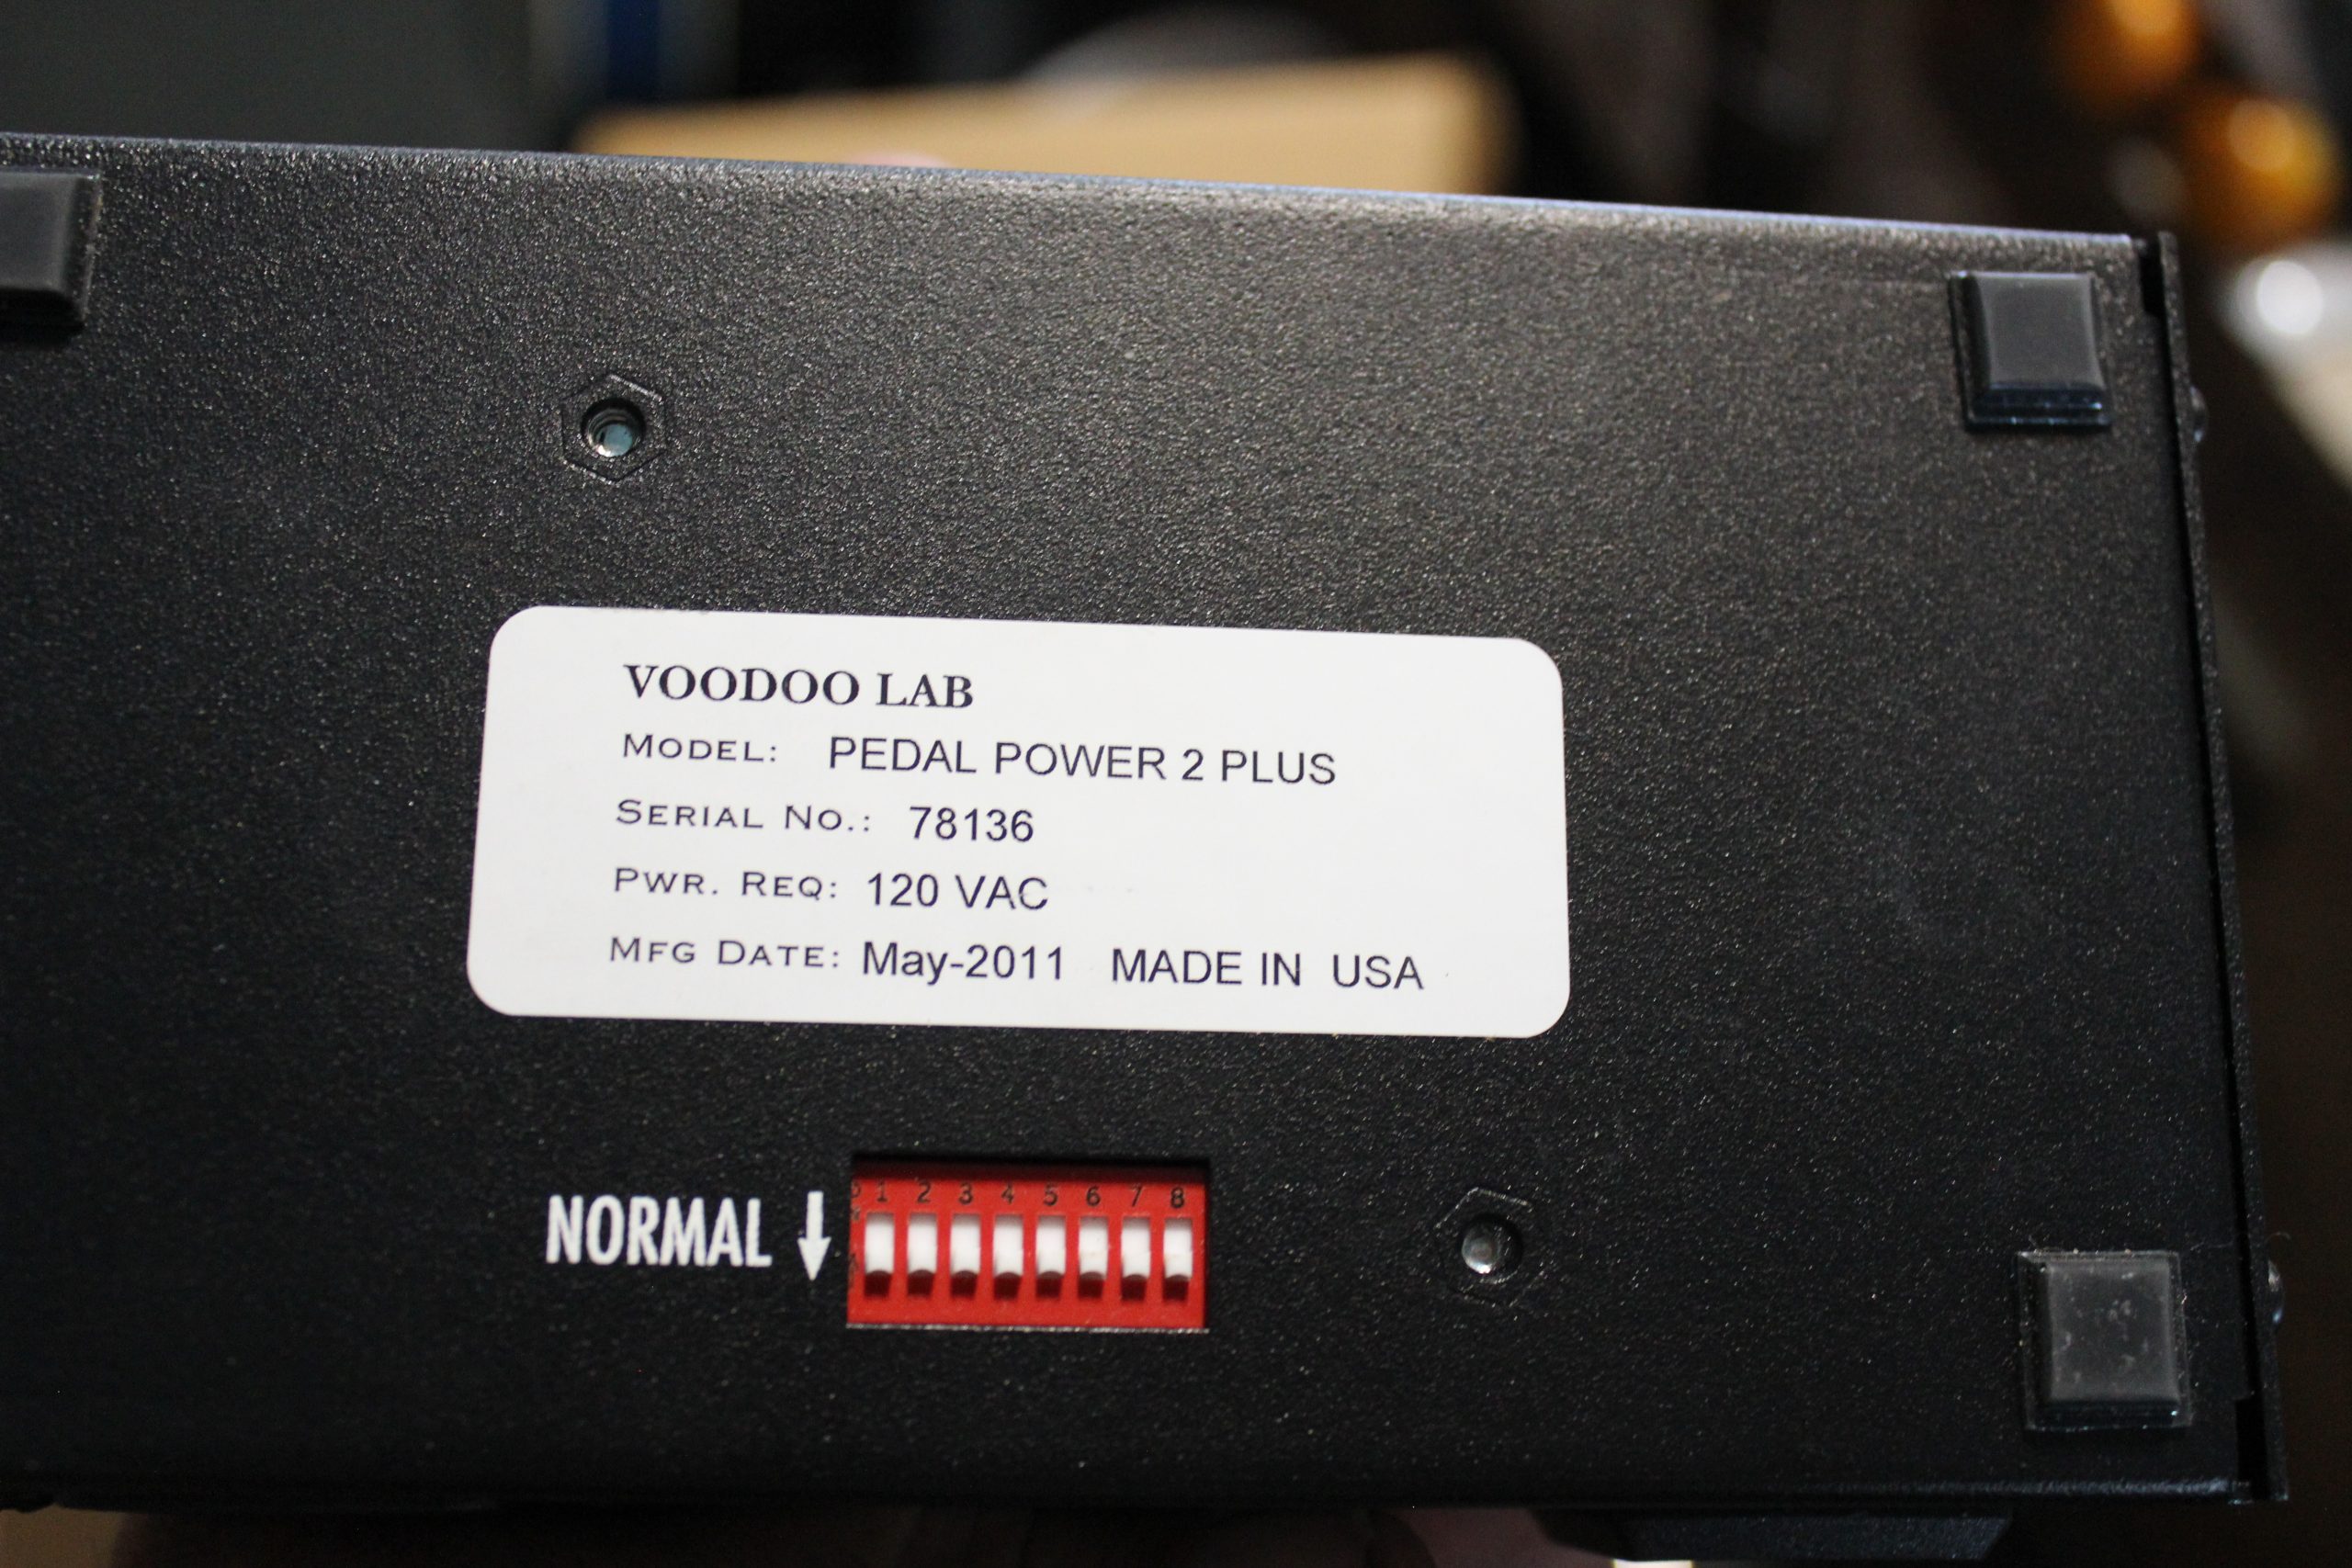 VOODOO LAB
MODEL: PEDAL POWER 2 PLUS
SERIAL NO.: 78136
PWR. REQ: 120 VAC
MFG DATE: May-2011 MADE IN USA
1 2 3 4 5 6 7 8
NORMAL ↓